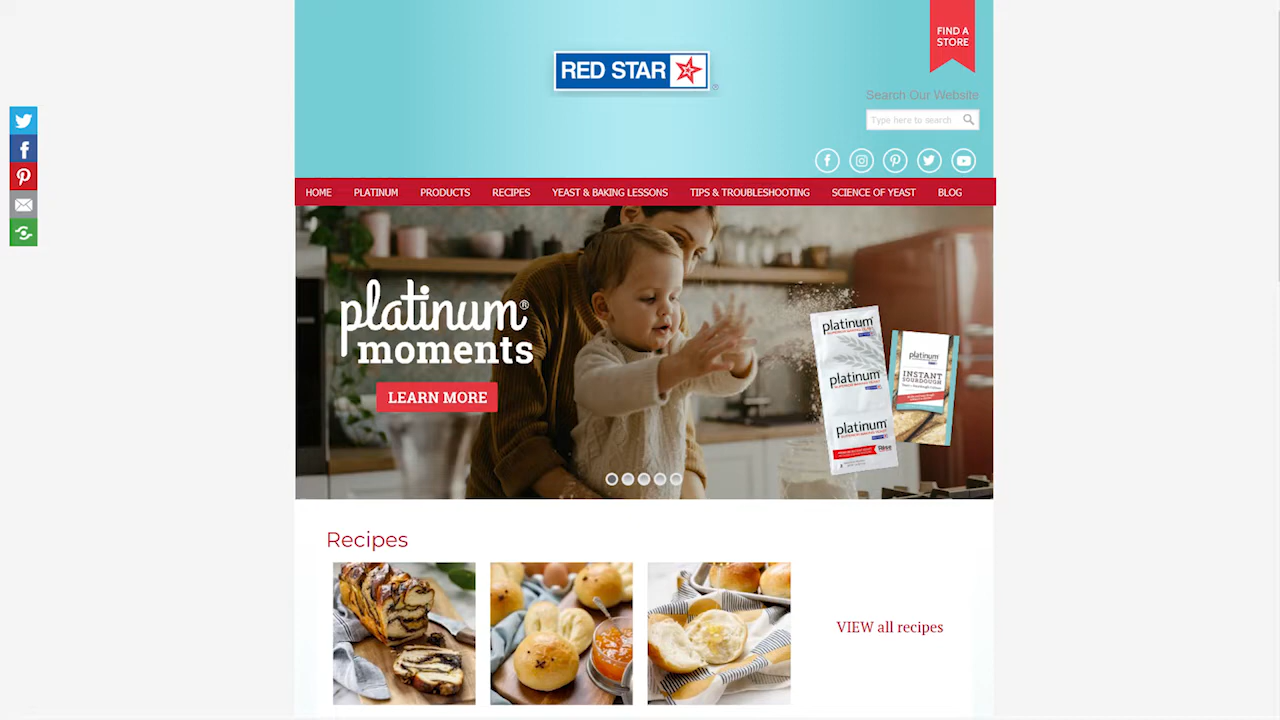 FIND A
STORE
RED STAR
®
Search Our Website
Type here to search
HOME PLATINUM PRODUCTS RECIPES YEAST & BAKING LESSONS TIPS & TROUBLESHOOTING SCIENCE OF YEAST BLOG
platinum®
moments
LEARN MORE
platinum
platinum
platinum
platinum
INSTANT
SOURDOUGH
Recipes
VIEW all recipes